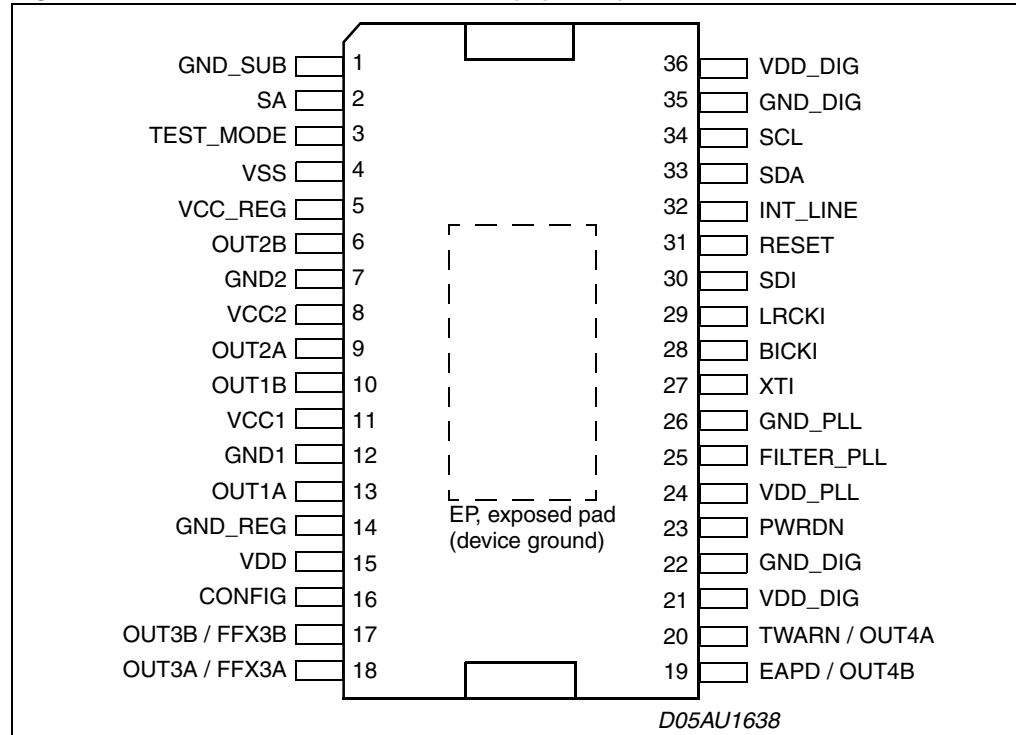 GND_SUB 1
SA 2
TEST_MODE 3
VSS 4
VCC_REG 5
OUT2B 6
GND2 7
VCC2 8
OUT2A 9
OUT1B 10
VCC1 11
GND1 12
OUT1A 13
GND_REG 14
VDD 15
CONFIG 16
OUT3B / FFX3B 17
OUT3A / FFX3A 18
EP, exposed pad
(device ground)
36 VDD_DIG
35 GND_DIG
34 SCL
33 SDA
32 INT_LINE
31 RESET
30 SDI
29 LRCKI
28 BICKI
27 XTI
26 GND_PLL
25 FILTER_PLL
24 VDD_PLL
23 PWRDN
22 GND_DIG
21 VDD_DIG
20 TWARN / OUT4A
19 EAPD / OUT4B
D05AU1638